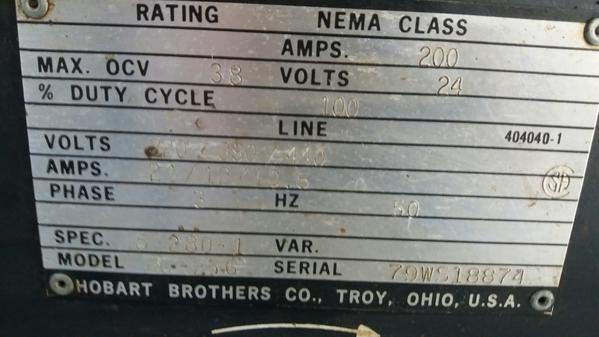 RATING NEMA CLASS
AMPS. 200
MAX. OCV 38 VOLTS 24
% DUTY CYCLE 100
LINE 404040-1
VOLTS
AMPS.
PHASE 3 HZ 50
SPEC. VAR.
MODEL SERIAL 79WS18874
HOBART BROTHERS CO., TROY, OHIO, U.S.A.